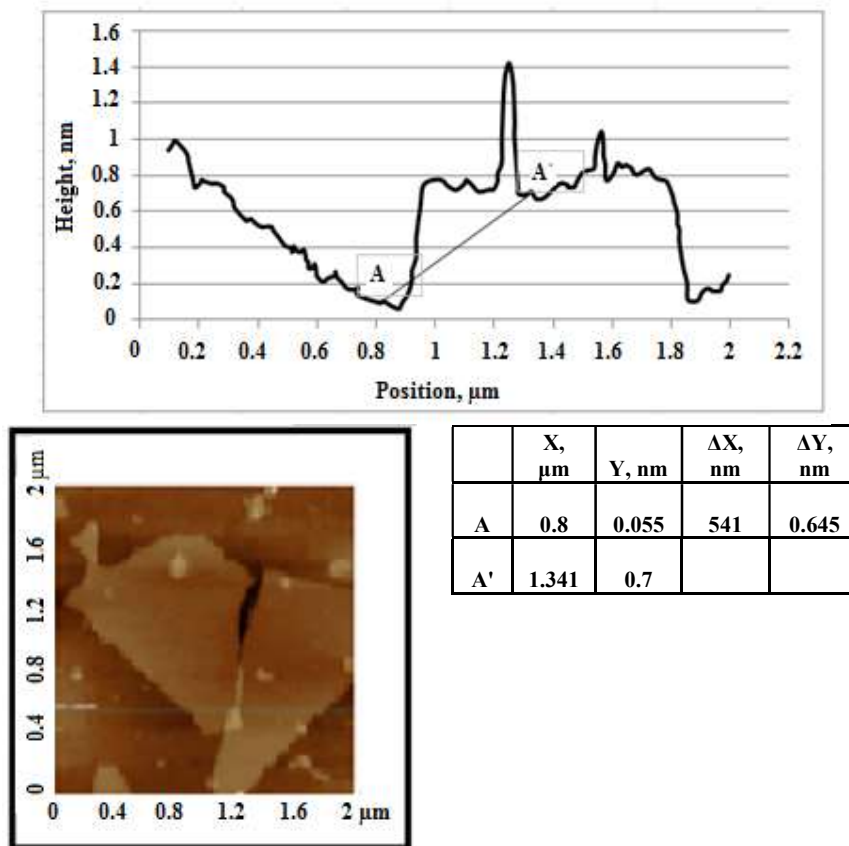 Height, nm
1.6
1.4
1.2
1
0.8
0.6
0.4
0.2
0
A
A'
0 0.2 0.4 0.6 0.8 1 1.2 1.4 1.6 1.8 2 2.2
Position, µm
2 µm
1.6
1.2
0.8
0.4
0
0 0.4 0.8 1.2 1.6 2 µm
X, µm Y, nm ΔX, nm ΔY, nm
A 0.8 0.055 541 0.645
A' 1.341 0.7